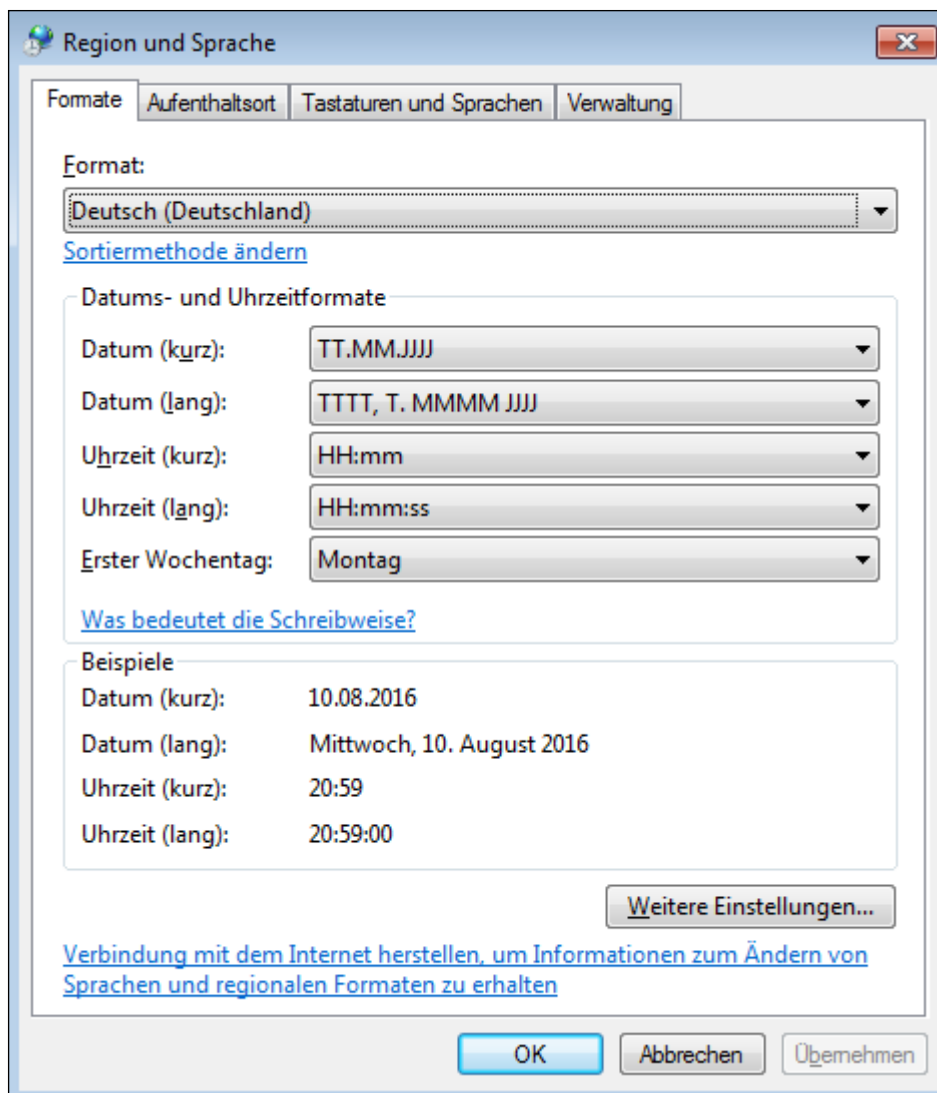 Region und Sprache
Formate Aufenthaltsort Tastaturen und Sprachen Verwaltung
Format:
Deutsch (Deutschland)
Sortiermethode ändern
Datums- und Uhrzeitformate
Datum (kurz): TT.MM.JJJJ
Datum (lang): TTTT, T. MMMM JJJJ
Uhrzeit (kurz): HH:mm
Uhrzeit (lang): HH:mm:ss
Erster Wochentag: Montag
Was bedeutet die Schreibweise?
Beispiele
Datum (kurz): 10.08.2016
Datum (lang): Mittwoch, 10. August 2016
Uhrzeit (kurz): 20:59
Uhrzeit (lang): 20:59:00
Weitere Einstellungen...
Verbindung mit dem Internet herstellen, um Informationen zum Ändern von
Sprachen und regionalen Formaten zu erhalten
OK Abbrechen Übernehmen